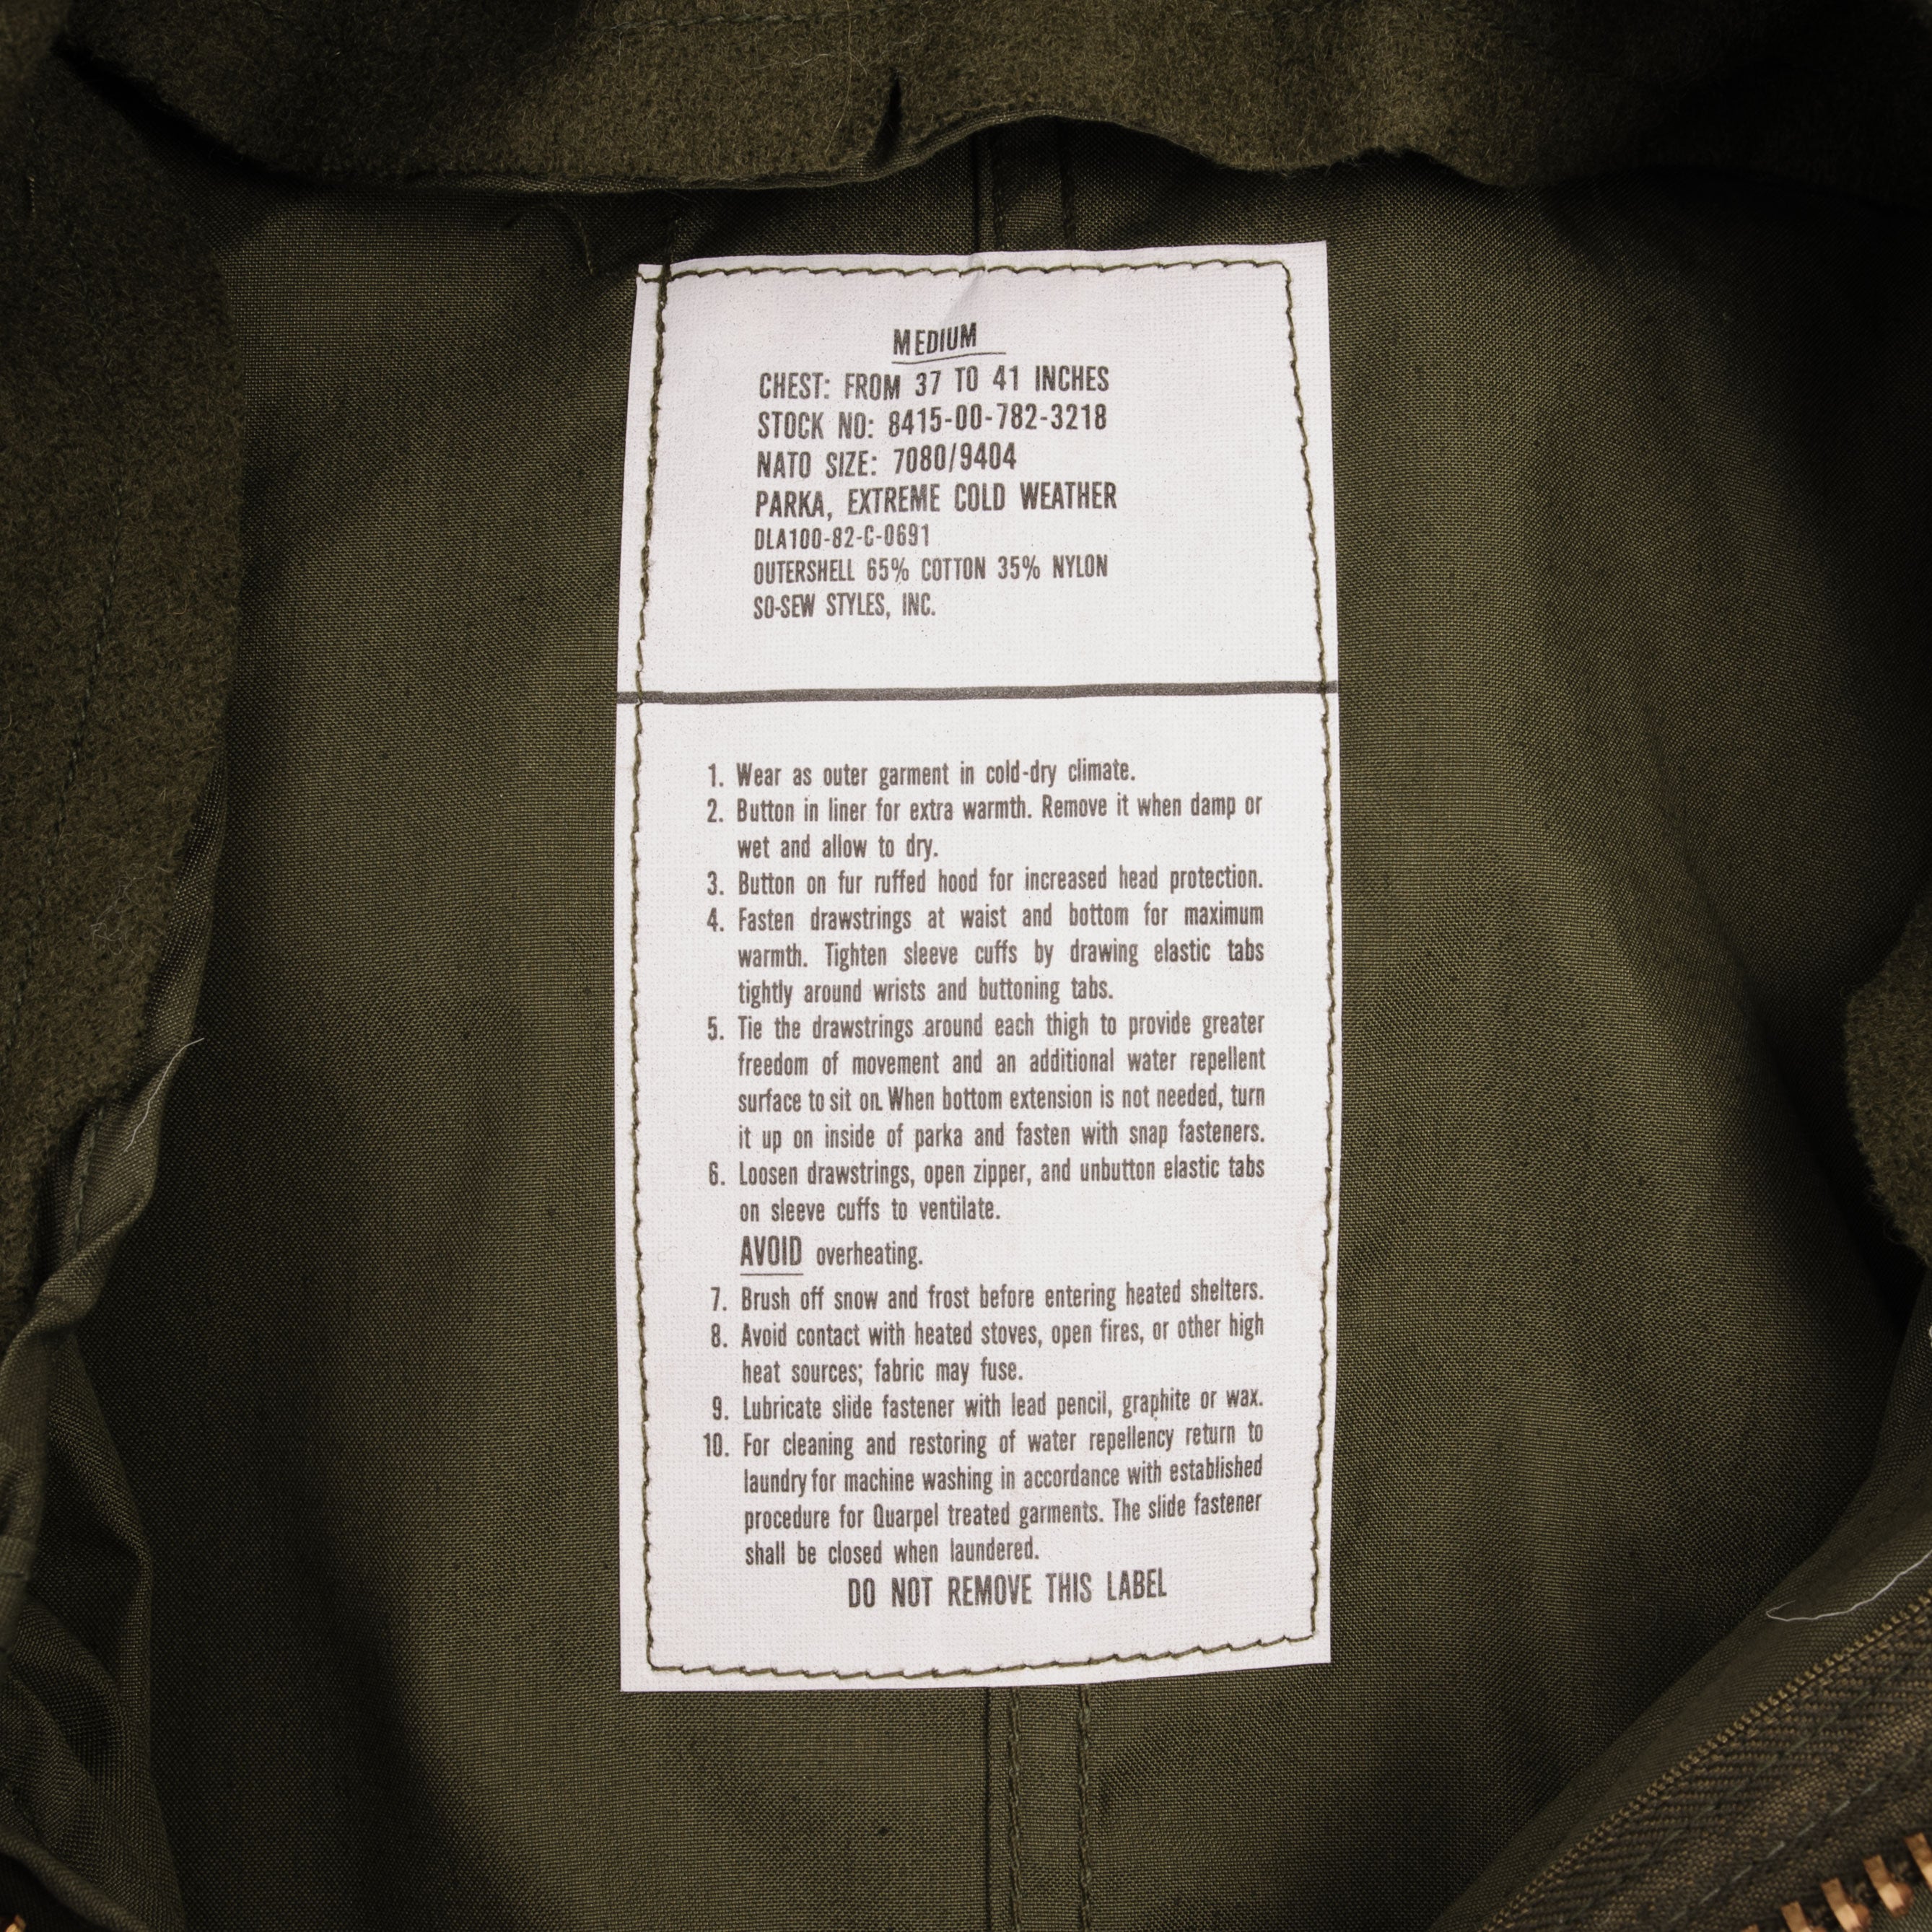 MEDIUM
CHEST: FROM 37 TO 41 INCHES
STOCK NO: 8415-00-782-3218
NATO SIZE: 7080/9404
PARKA, EXTREME COLD WEATHER
DLA100-82-C-0691
OUTERSHELL 65% COTTON 35% NYLON
SO-SEW STYLES, INC.
1. Wear as outer garment in cold-dry climate.
2. Button in liner for extra warmth. Remove it when damp or
wet and allow to dry.
3. Button on fur ruffed hood for increased head protection.
4. Fasten drawstrings at waist and bottom for maximum
warmth. Tighten sleeve cuffs by drawing elastic tabs
tightly around wrists and buttoning tabs.
5. Tie the drawstrings around each thigh to provide greater
freedom of movement and an additional water repellent
surface to sit on. When bottom extension is not needed, turn
it up on inside of parka and fasten with snap fasteners.
6. Loosen drawstrings, open zipper, and unbutton elastic tabs
on sleeve cuffs to ventilate.
AVOID overheating.
7. Brush off snow and frost before entering heated shelters.
8. Avoid contact with heated stoves, open fires, or other high
heat sources; fabric may fuse.
9. Lubricate slide fastener with lead pencil, graphite or wax.
10. For cleaning and restoring of water repellency return to
laundry for machine washing in accordance with established
procedure for Quarpel treated garments. The slide fastener
shall be closed when laundered.
DO NOT REMOVE THIS LABEL